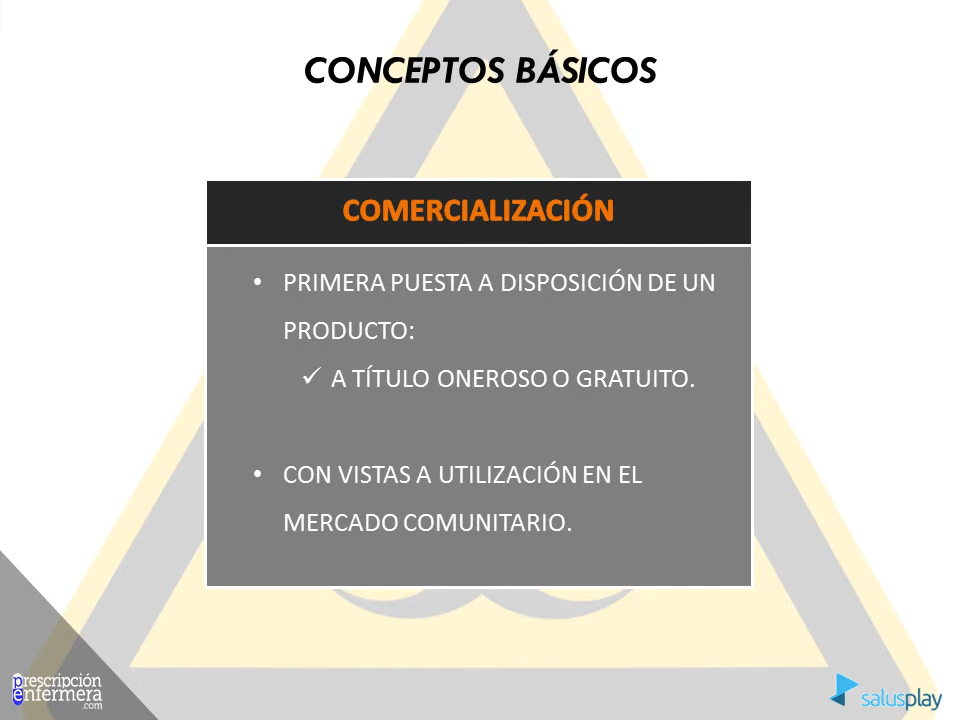 CONCEPTOS BÁSICOS
COMERCIALIZACIÓN
• PRIMERA PUESTA A DISPOSICIÓN DE UN
PRODUCTO:
✓ A TÍTULO ONEROSO O GRATUITO.
• CON VISTAS A UTILIZACIÓN EN EL
MERCADO COMUNITARIO.
prescripción
enfermera
.com
salusplay